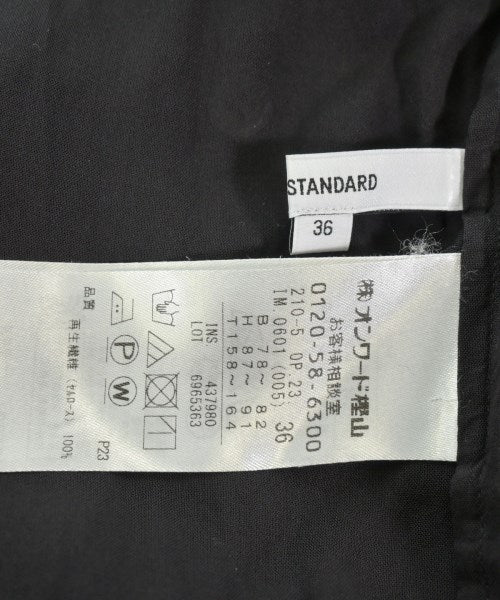 STANDARD
36
㈱オンワード樫山
お客様相談室
0120-58-6300
210-5 OP 23
IM 0601 (005) 36
B 78～82
H 87～91
T158～164
INS 437980
LOT 6965363
P
W
品質 再生繊維（セルロース）100%
P23